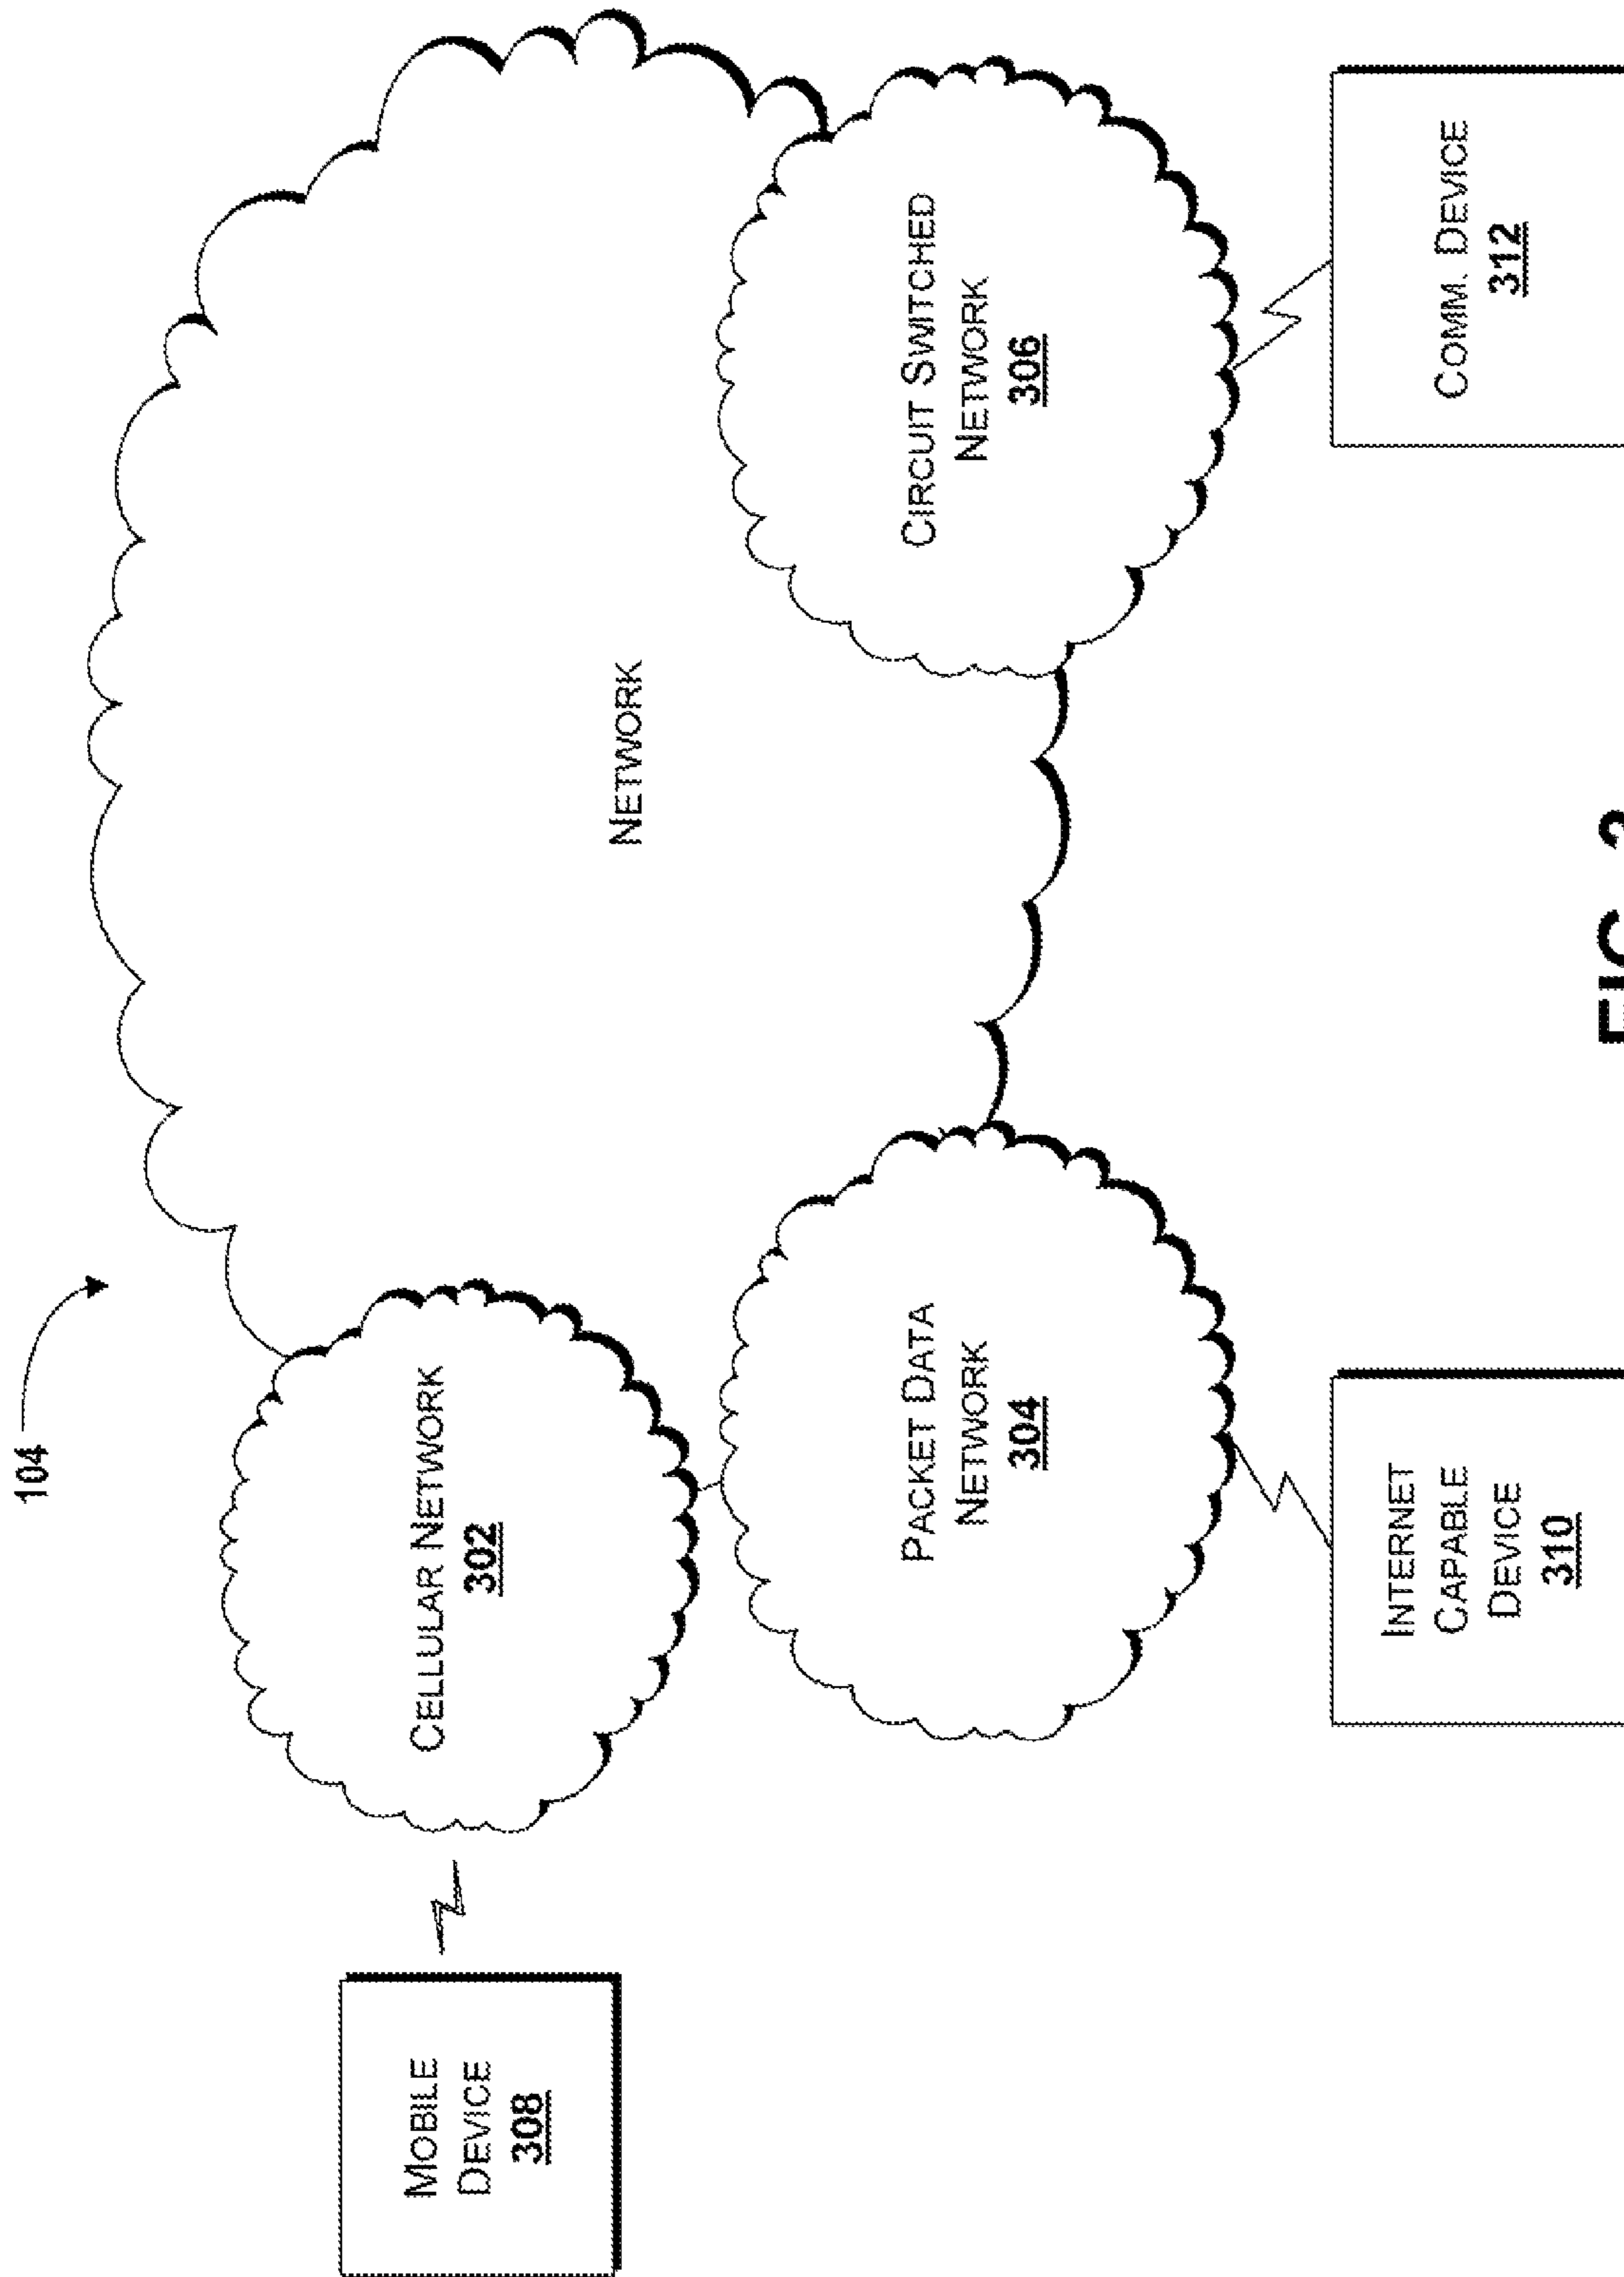 104
NETWORK
CELLULAR NETWORK
302
MOBILE
DEVICE
308
PACKET DATA
NETWORK
304
CIRCUIT SWITCHED
NETWORK
306
INTERNET
CAPABLE
DEVICE
310
COMM. DEVICE
312
FIG.